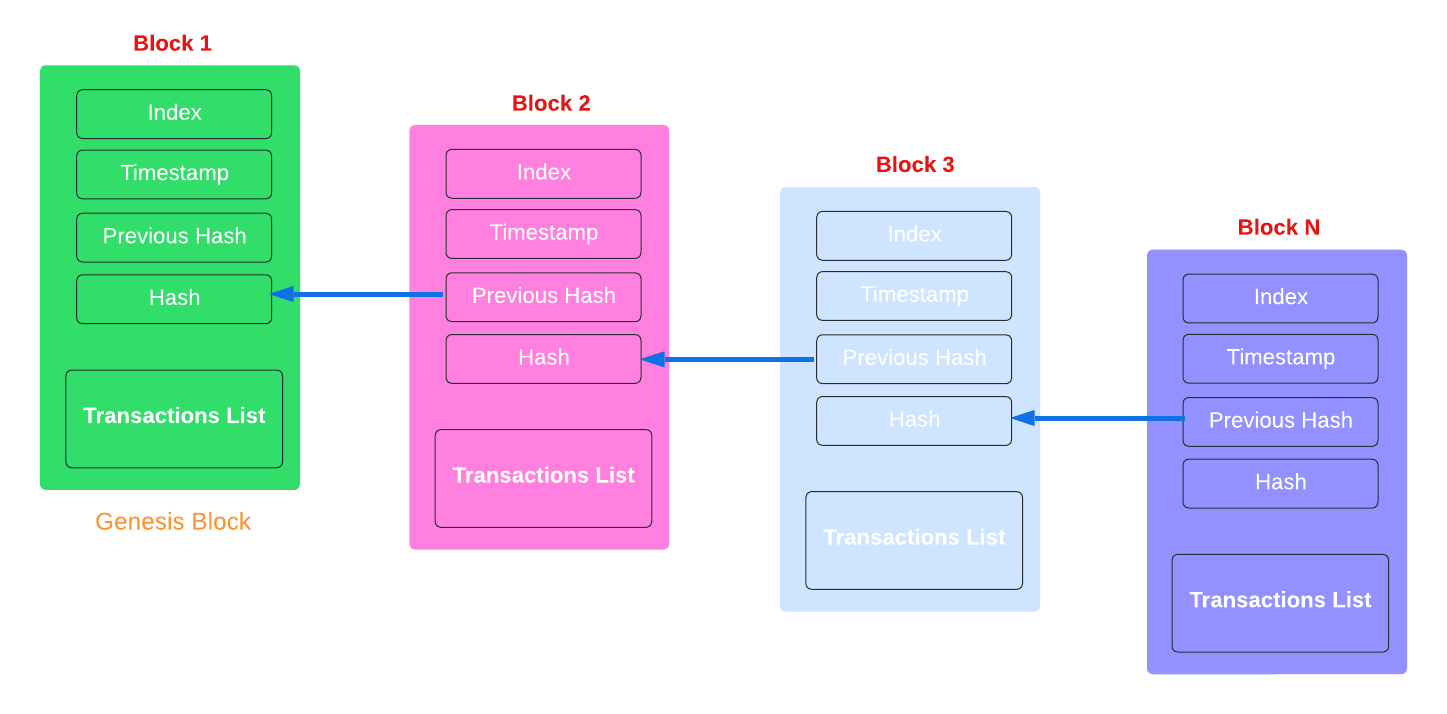 Block 1
Index
Timestamp
Previous Hash
Hash
Transactions List
Genesis Block
Block 2
Index
Timestamp
Previous Hash
Hash
Transactions List
Block 3
Index
Timestamp
Previous Hash
Hash
Transactions List
Block N
Index
Timestamp
Previous Hash
Hash
Transactions List